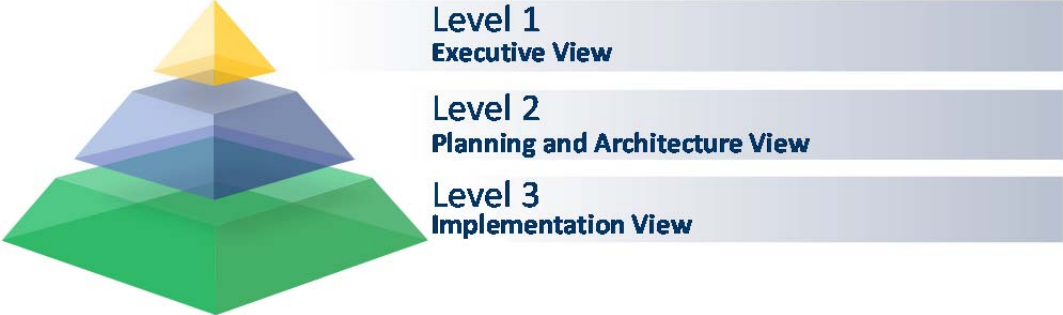 Level 1
Executive View
Level 2
Planning and Architecture View
Level 3
Implementation View